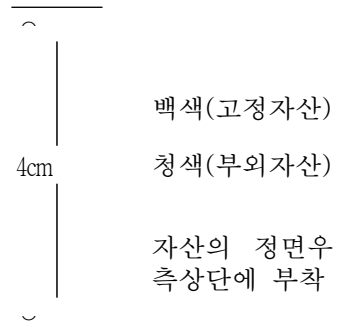 백색(고정자산)
4cm
청색(부외자산)
자산의 정면우
측상단에 부착